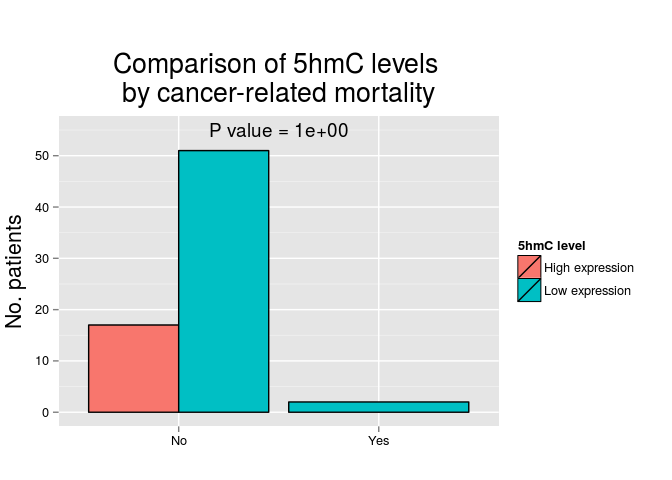 Comparison of 5hmC levels
by cancer-related mortality
P value = 1e+00
50
40
30
20
10
0
No. patients
No
Yes
5hmC level
High expression
Low expression